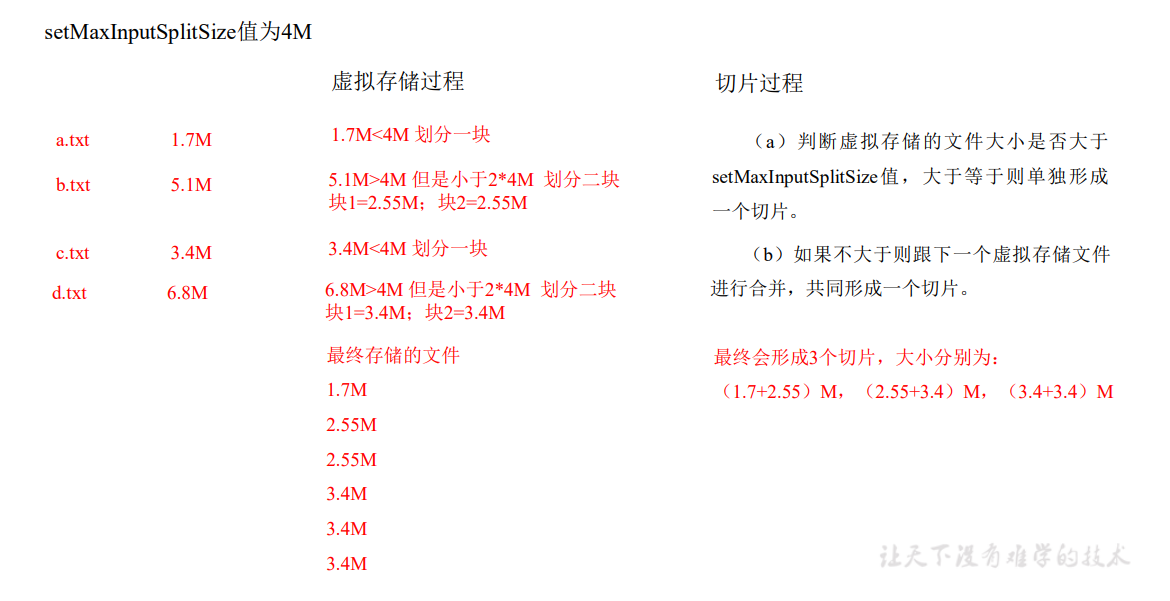 setMaxInputSplitSize值为4M
虚拟存储过程
切片过程
a.txt 1.7M 1.7M<4M 划分一块
b.txt 5.1M 5.1M>4M 但是小于2*4M 划分二块
块1=2.55M；块2=2.55M
c.txt 3.4M 3.4M<4M 划分一块
d.txt 6.8M 6.8M>4M 但是小于2*4M 划分二块
块1=3.4M；块2=3.4M
最终存储的文件
1.7M
2.55M
2.55M
3.4M
3.4M
3.4M
（a）判断虚拟存储的文件大小是否大于
setMaxInputSplitSize值，大于等于则单独形成
一个切片。
（b）如果不大于则跟下一个虚拟存储文件
进行合并，共同形成一个切片。
最终会形成3个切片，大小分别为：
（1.7+2.55）M，（2.55+3.4）M，（3.4+3.4）M
让天下没有难学的技术